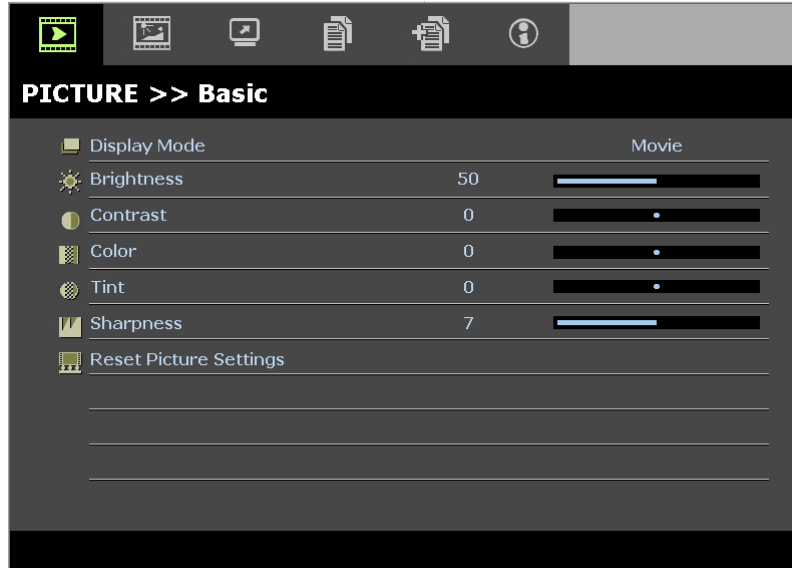 PICTURE >> Basic
Display Mode Movie
Brightness 50
Contrast 0
Color 0
Tint 0
Sharpness 7
Reset Picture Settings